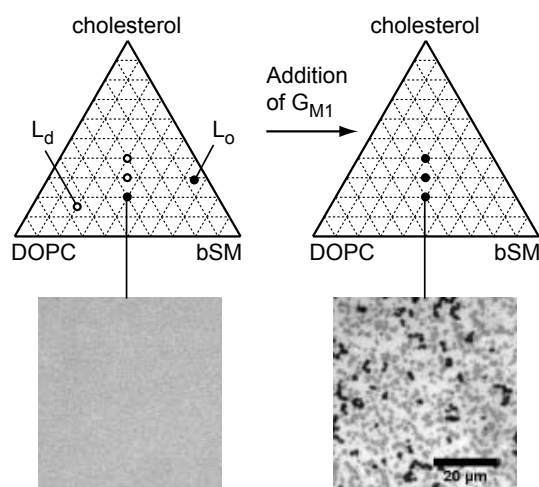 cholesterol
cholesterol
Addition
of GM1
Ld
Lo
DOPC
bSM
DOPC
bSM
20 µm